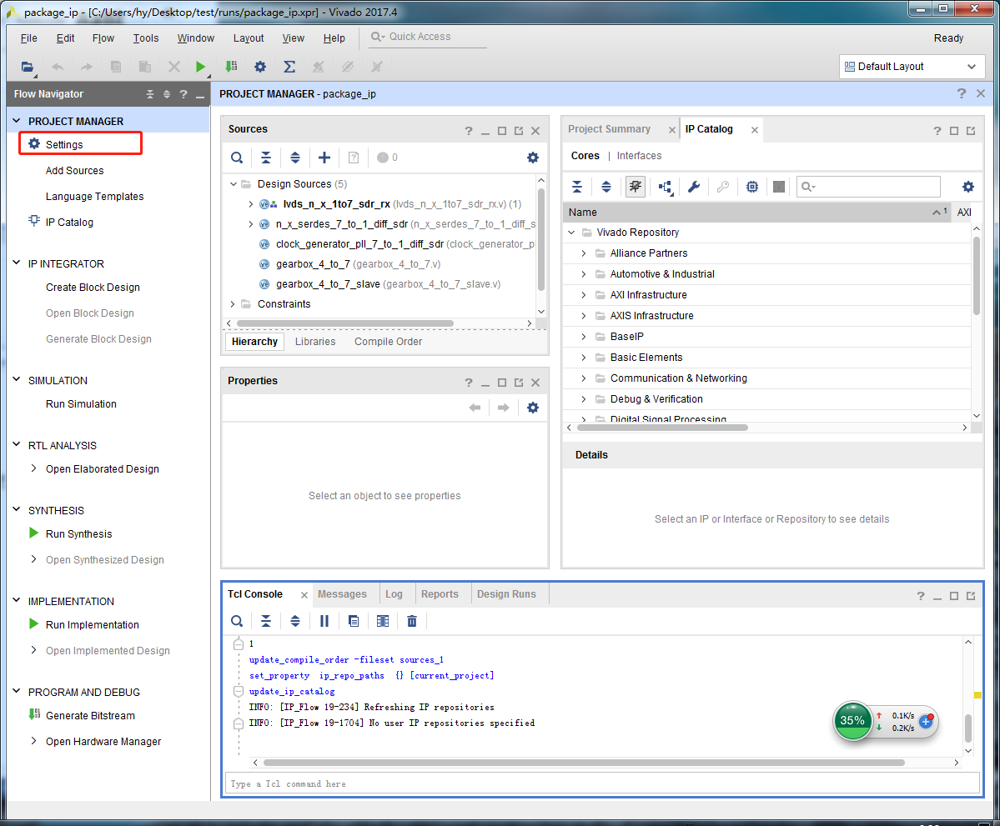 package_ip - [C:/Users/hy/Desktop/test/runs/package_ip.xpr] - Vivado 2017.4
File Edit Flow Tools Window Layout View Help Quick Access Ready
Default Layout
Flow Navigator
PROJECT MANAGER
Settings
Add Sources
Language Templates
IP Catalog
IP INTEGRATOR
Create Block Design
Open Block Design
Generate Block Design
SIMULATION
Run Simulation
RTL ANALYSIS
Open Elaborated Design
SYNTHESIS
Run Synthesis
Open Synthesized Design
IMPLEMENTATION
Run Implementation
Open Implemented Design
PROGRAM AND DEBUG
Generate Bitstream
Open Hardware Manager
PROJECT MANAGER - package_ip
Sources
0
Design Sources (5)
lvds_n_x_1to7_sdr_rx (lvds_n_x_1to7_sdr_rx.v) (1)
n_x_serdes_7_to_1_diff_sdr (n_x_serdes_7_to_1_diff_s
clock_generator_pll_7_to_1_diff_sdr (clock_generator_p
gearbox_4_to_7 (gearbox_4_to_7.v)
gearbox_4_to_7_slave (gearbox_4_to_7_slave.v)
Constraints
Hierarchy Libraries Compile Order
Properties
Select an object to see properties
Project Summary IP Catalog
Cores | Interfaces
Name 1 AXI
Vivado Repository
Alliance Partners
Automotive & Industrial
AXI Infrastructure
AXIS Infrastructure
BaseIP
Basic Elements
Communication & Networking
Debug & Verification
Digital Signal Processing
Details
Select an IP or Interface or Repository to see details
Tcl Console Messages Log Reports Design Runs
1
update_compile_order -fileset sources_1
set_property ip_repo_paths {} [current_project]
update_ip_catalog
INFO: [IP_Flow 19-234] Refreshing IP repositories
INFO: [IP_Flow 19-1704] No user IP repositories specified
35%
0.1K/s
0.2K/s
Type a Tcl command here